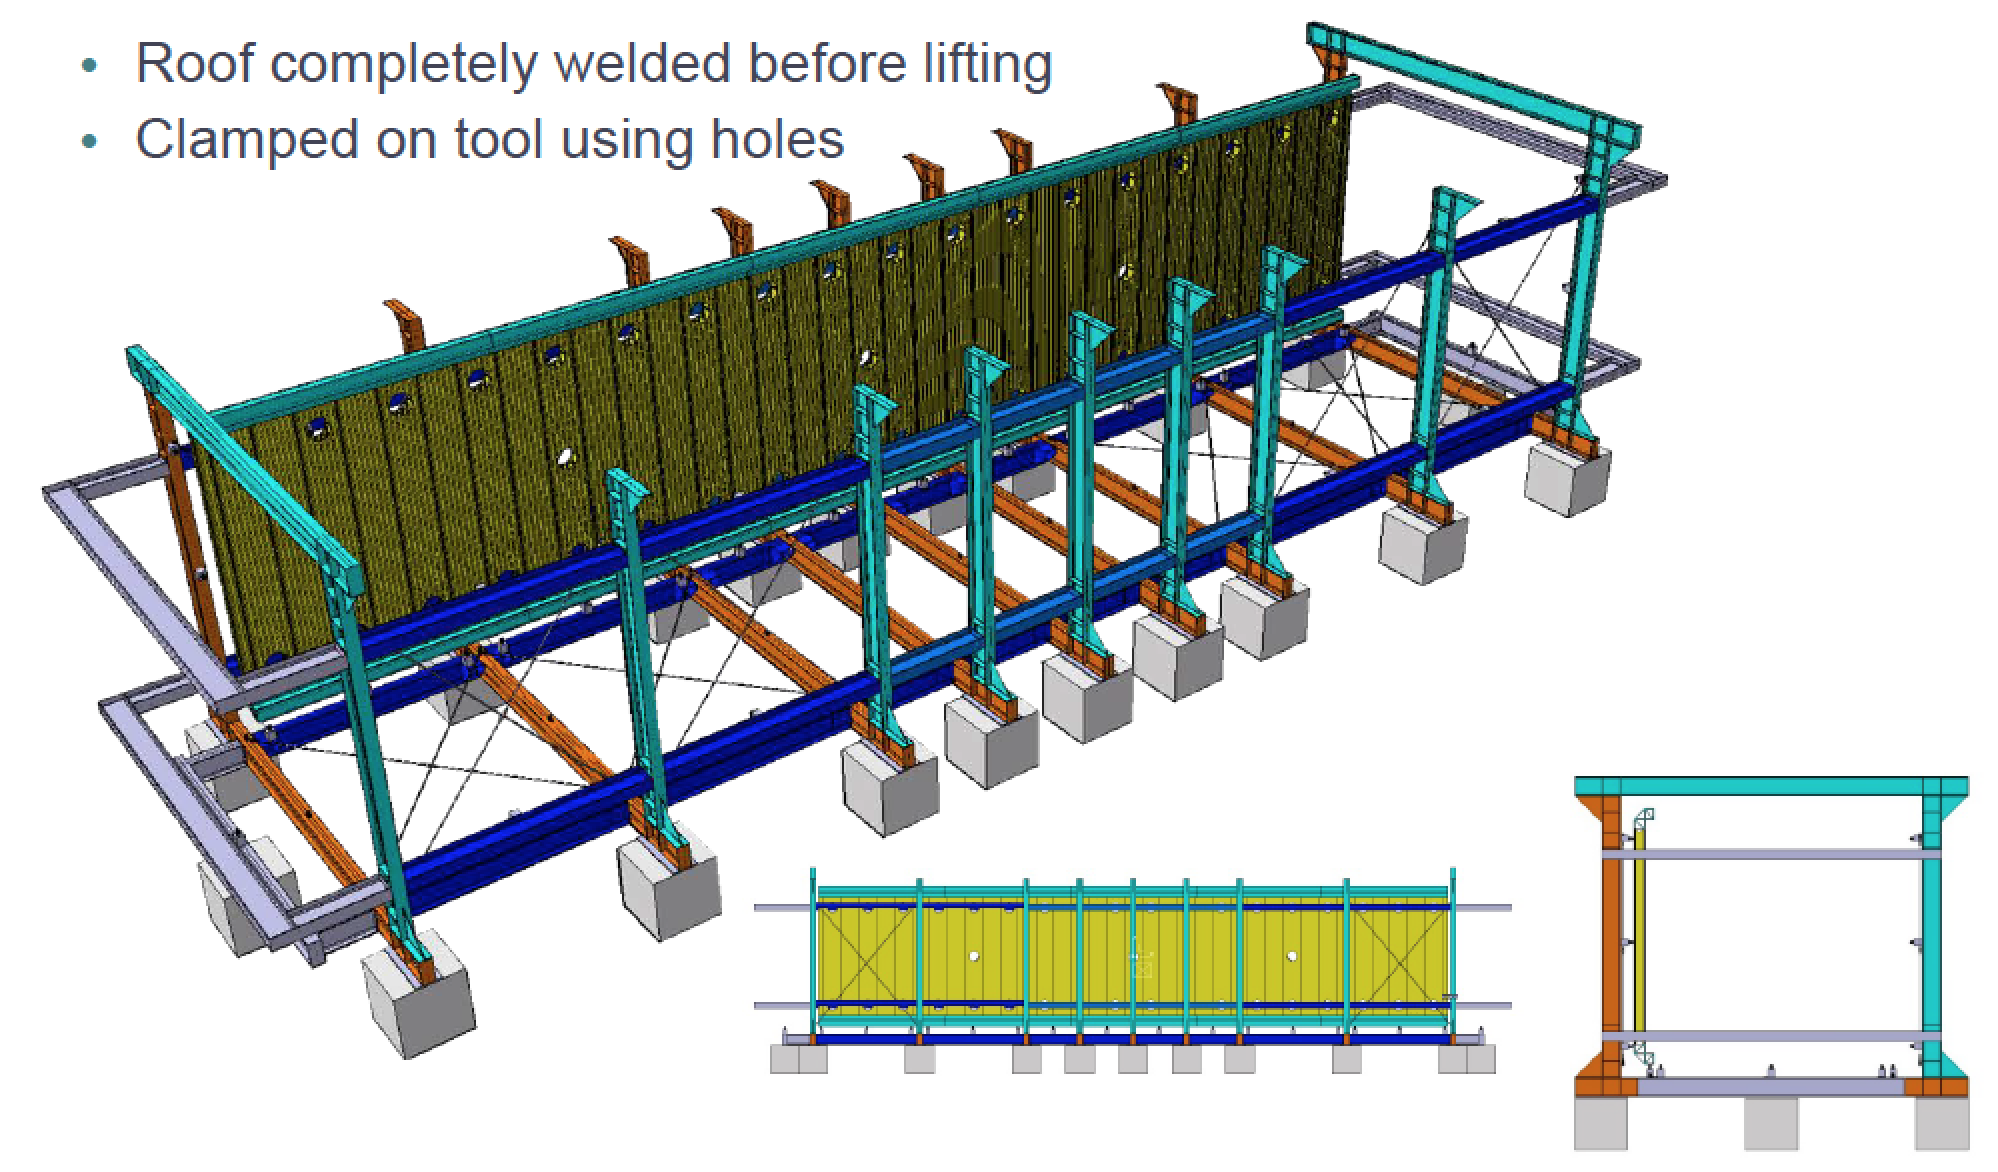 • Roof completely welded before lifting
• Clamped on tool using holes